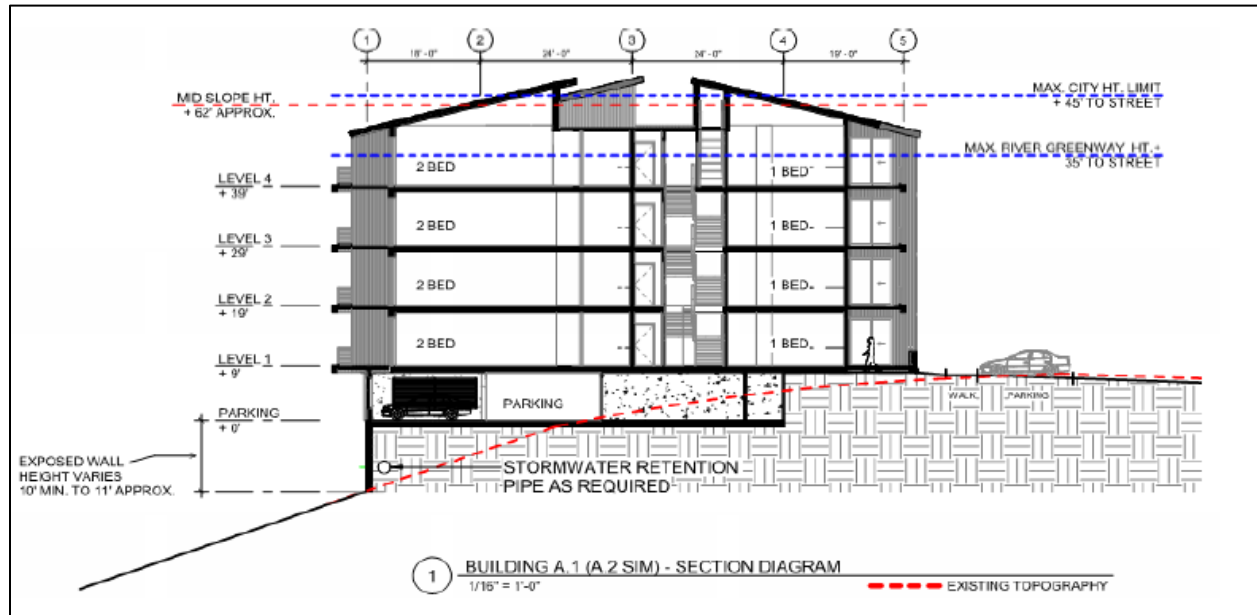 1
2
3
4
5
18' - 0"
24' - 0"
24' - 0"
19' - 0"
MID SLOPE HT.
+ 62' APPROX.
MAX. CITY HT. LIMIT
+ 45' TO STREET
MAX. RIVER GREENWAY HT.+
35' TO STREET
LEVEL 4
+ 39'
2 BED
1 BED
LEVEL 3
+ 29'
2 BED
1 BED
LEVEL 2
+ 19'
2 BED
1 BED
LEVEL 1
+ 9'
2 BED
1 BED
PARKING
+ 0'
PARKING
WALK
PARKING
EXPOSED WALL
HEIGHT VARIES
10' MIN. TO 11' APPROX.
STORMWATER RETENTION
PIPE AS REQUIRED
1
BUILDING A.1 (A.2 SIM) - SECTION DIAGRAM
1/16" = 1'-0"
EXISTING TOPOGRAPHY